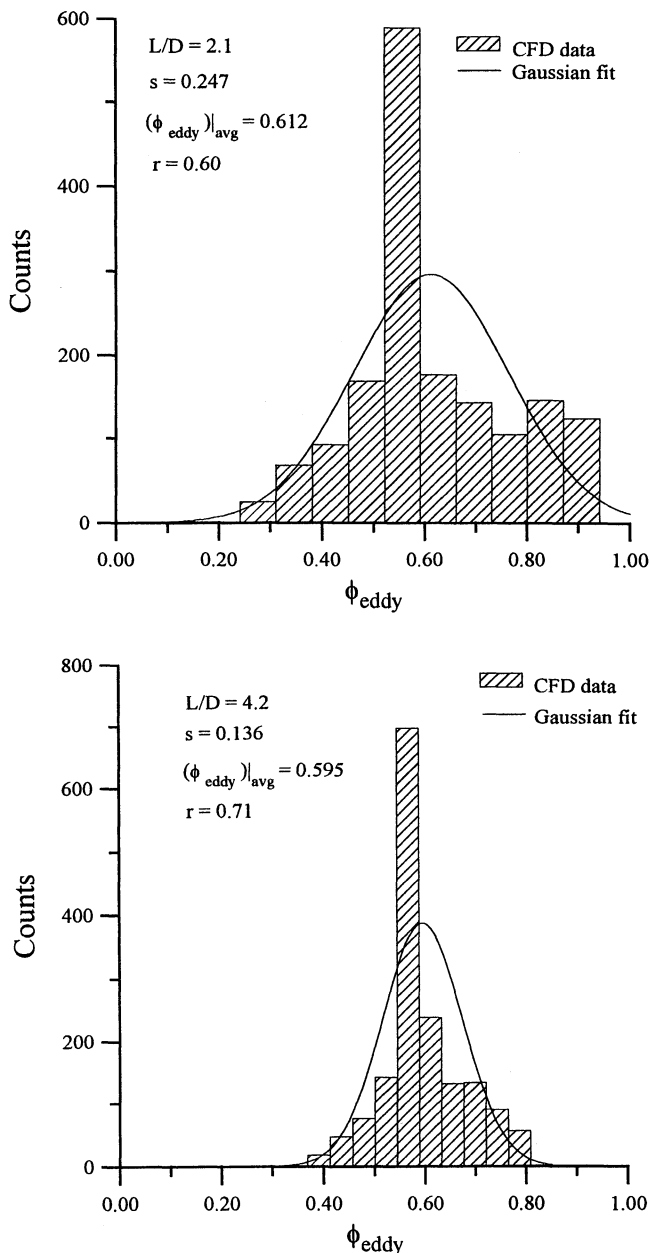 600
L/D = 2.1
CFD data
s = 0.247
Gaussian fit
(ϕ eddy )|avg = 0.612
r = 0.60
400
Counts
200
0
0.00 0.20 0.40 0.60 0.80 1.00
ϕeddy
800
L/D = 4.2
CFD data
s = 0.136
Gaussian fit
(ϕ eddy )|avg = 0.595
r = 0.71
600
Counts
400
200
0
0.00 0.20 0.40 0.60 0.80 1.00
ϕeddy